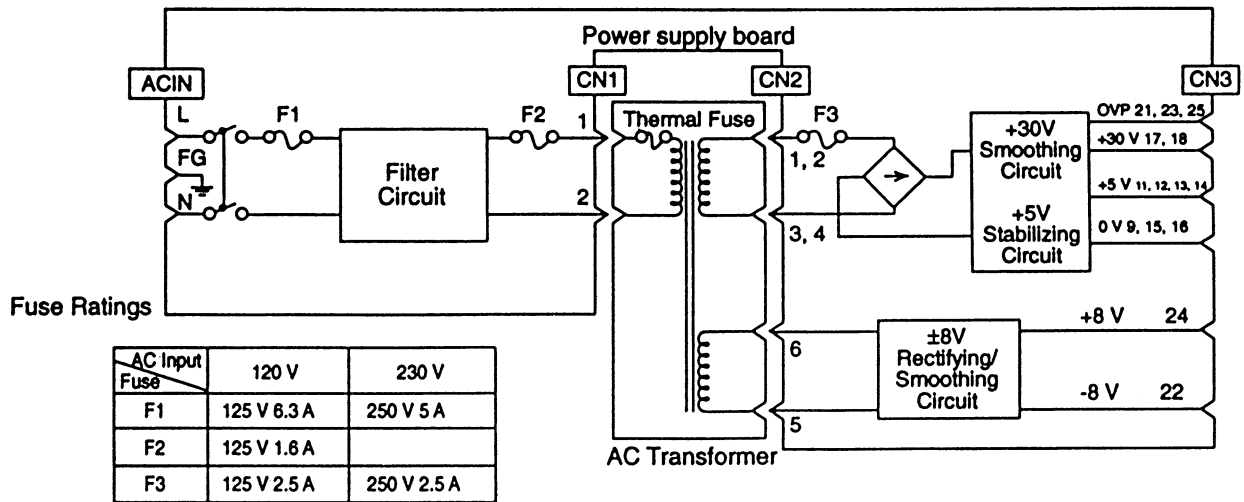 Power supply board
ACIN
CN1
CN2
CN3
L
F1
F2
1
Thermal Fuse
F3
1, 2
OVP 21, 23, 25
+30V
Smoothing
Circuit
+30 V 17, 18
FG
Filter
Circuit
+5 V 11, 12, 13, 14
N
2
3, 4
+5V
Stabilizing
Circuit
0 V 9, 15, 16
Fuse Ratings
+8 V 24
6
±8V
Rectifying/
Smoothing
Circuit
-8 V 22
5
AC Transformer
AC Input
Fuse
120 V
230 V
F1
125 V 6.3 A
250 V 5 A
F2
125 V 1.6 A
F3
125 V 2.5 A
250 V 2.5 A